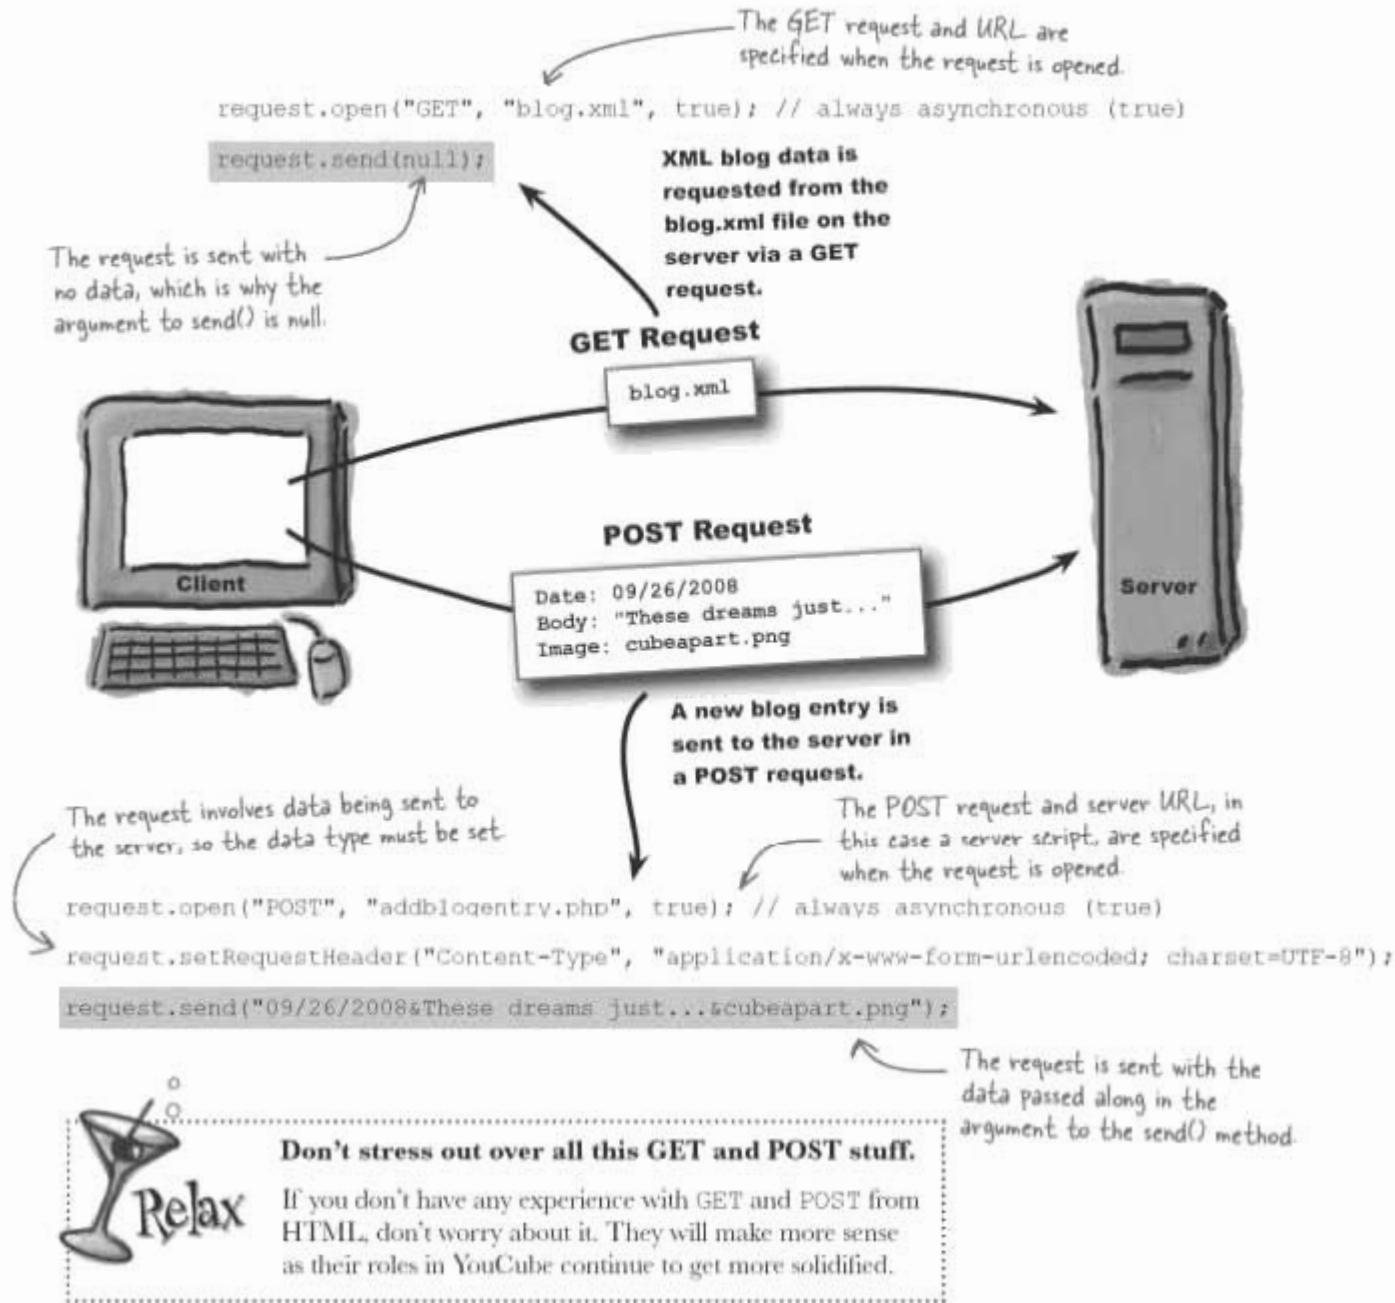 The GET request and URL are
specified when the request is opened.
request.open("GET", "blog.xml", true); // always asynchronous (true)
request.send(null);
XML blog data is
requested from the
blog.xml file on the
server via a GET
request.
The request is sent with
no data, which is why the
argument to send() is null.
GET Request
blog.xml
POST Request
Date: 09/26/2008
Body: "These dreams just..."
Image: cubeapart.png
Client
Server
A new blog entry is
sent to the server in
a POST request.
The request involves data being sent to
the server, so the data type must be set.
The POST request and server URL, in
this case a server script, are specified
when the request is opened.
request.open("POST", "addblogentry.php", true); // always asynchronous (true)
request.setRequestHeader("Content-Type", "application/x-www-form-urlencoded; charset=UTF-8");
request.send("09/26/2008&These dreams just...&cubeapart.png");
The request is sent with the
data passed along in the
argument to the send() method.
Relax
Don't stress out over all this GET and POST stuff.
If you don't have any experience with GET and POST from
HTML, don't worry about it. They will make more sense
as their roles in YouCube continue to get more solidified.